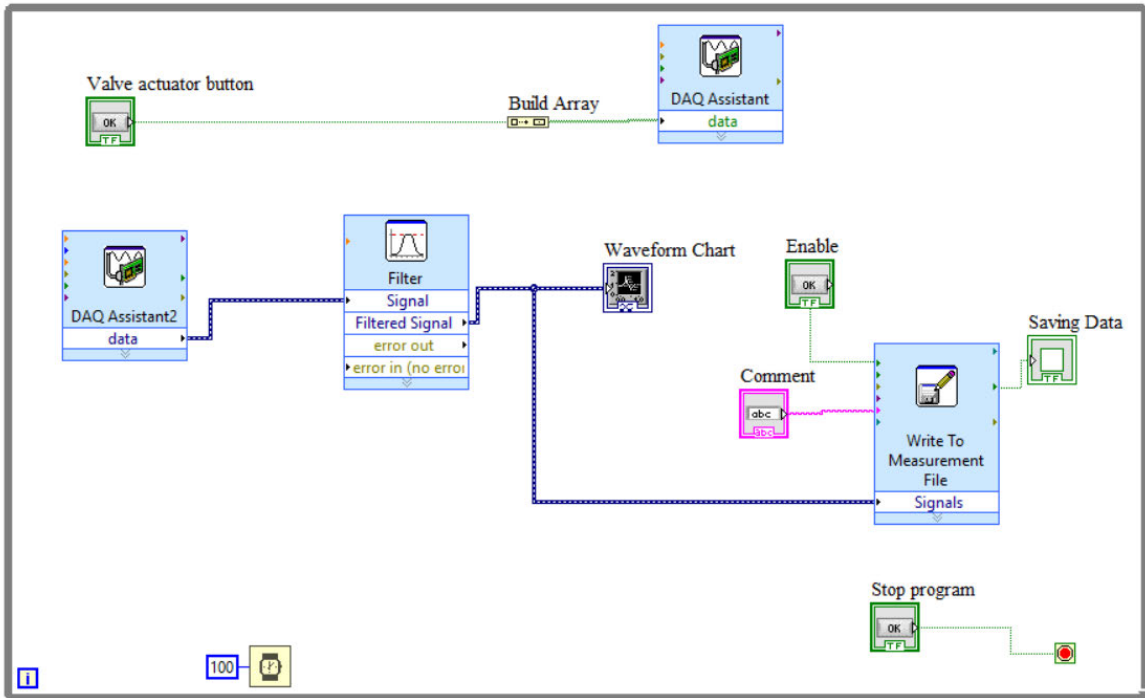 Valve actuator button
OK
TF
Build Array
DAQ Assistant
data
DAQ Assistant2
data
Filter
Signal
Filtered Signal
error out
error in (no erroi
Waveform Chart
Enable
OK
TF
Saving Data
TF
Comment
abc
abc
Write To
Measurement
File
Signals
Stop program
OK
TF
100
i